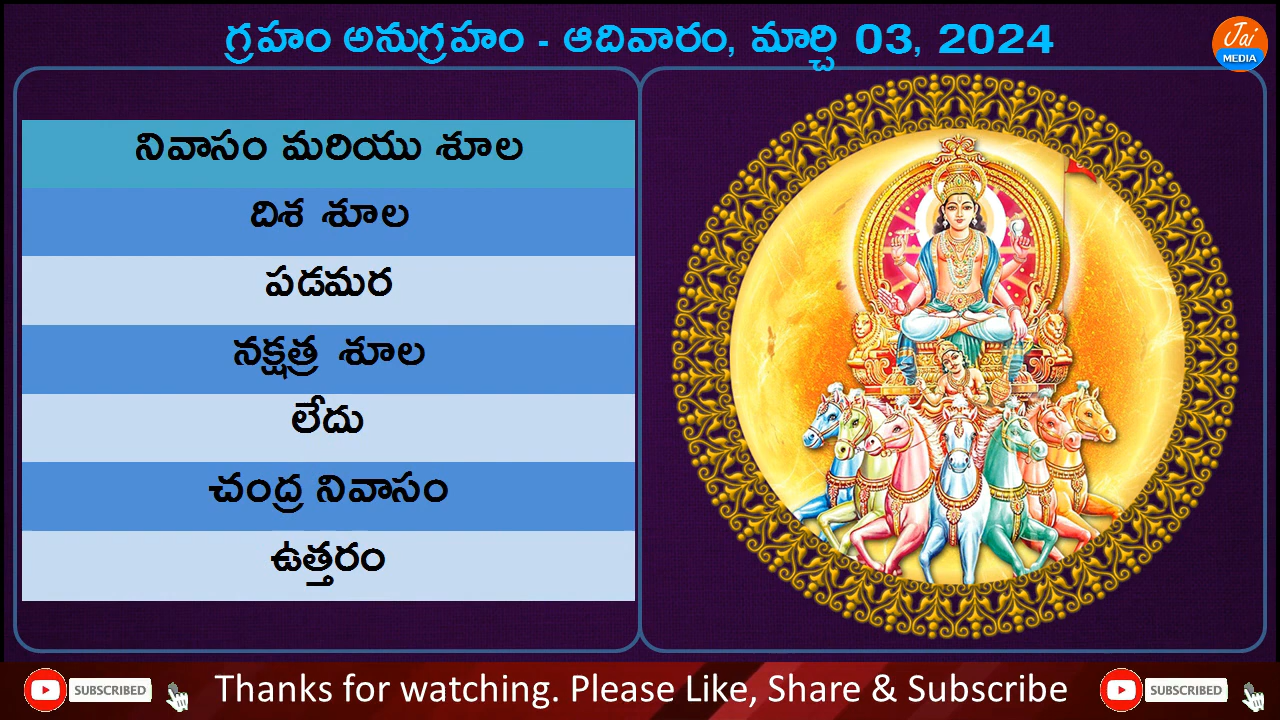 గ్రహం అనుగ్రహం - ఆదివారం, మార్చి 03, 2024
Jai
MEDIA
నివాసం మరియు శూల
దిశ శూల
పడమర
నక్షత్ర శూల
లేదు
చంద్ర నివాసం
ఉత్తరం
SUBSCRIBED
Thanks for watching. Please Like, Share & Subscribe
SUBSCRIBED